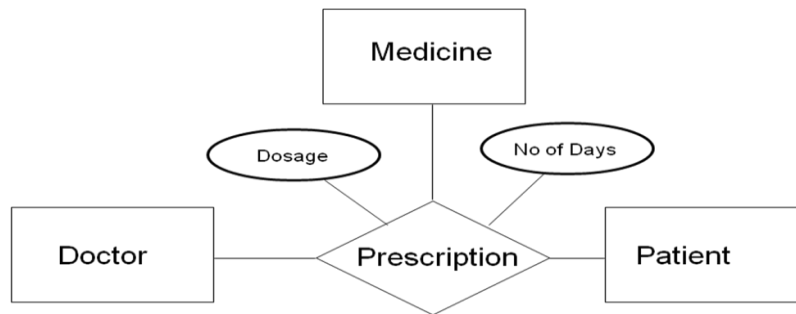 Medicine
Dosage
No of Days
Doctor
Prescription
Patient